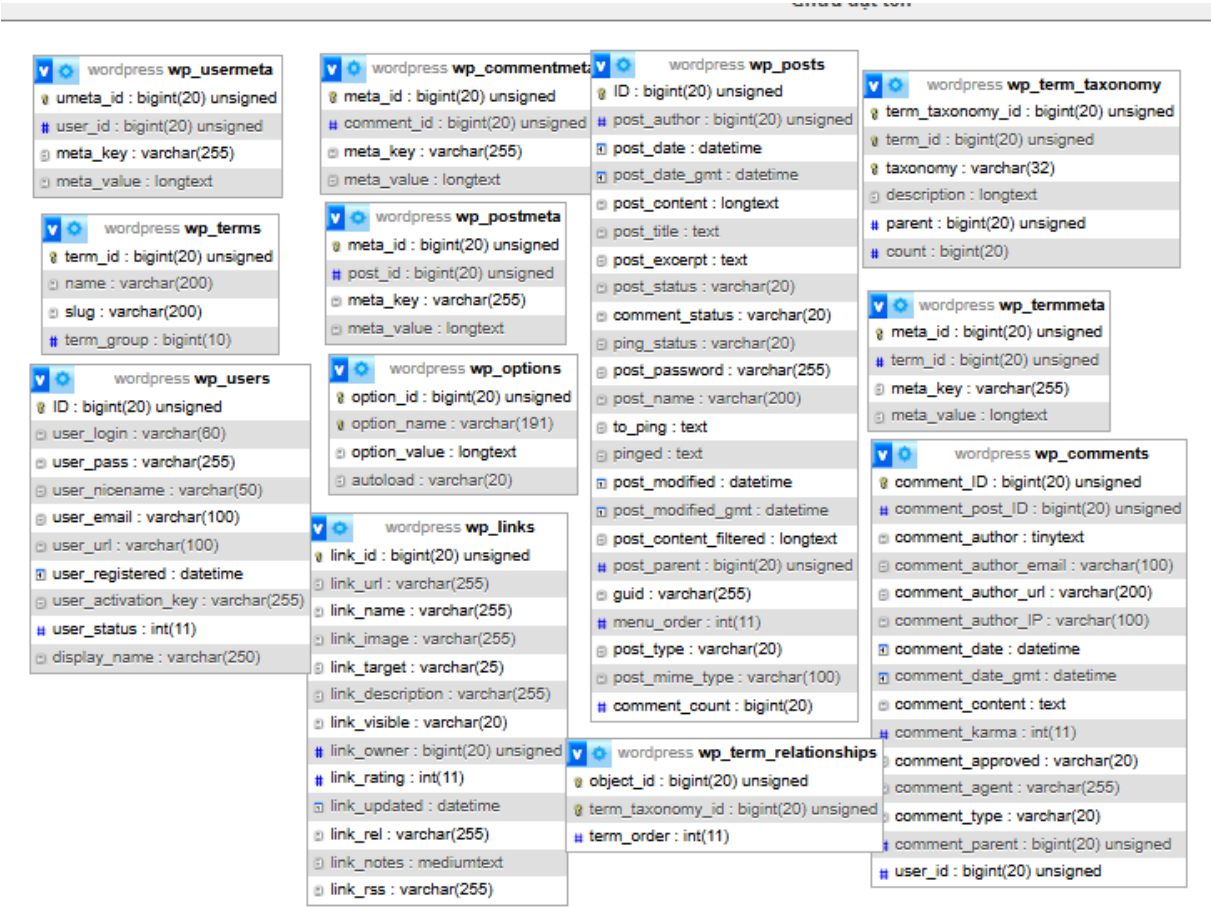 Chưa đặt tên
wordpress wp_usermeta
umeta_id : bigint(20) unsigned
user_id : bigint(20) unsigned
meta_key : varchar(255)
meta_value : longtext
wordpress wp_terms
term_id : bigint(20) unsigned
name : varchar(200)
slug : varchar(200)
term_group : bigint(10)
wordpress wp_users
ID : bigint(20) unsigned
user_login : varchar(60)
user_pass : varchar(255)
user_nicename : varchar(50)
user_email : varchar(100)
user_url : varchar(100)
user_registered : datetime
user_activation_key : varchar(255)
user_status : int(11)
display_name : varchar(250)
wordpress wp_commentmeta
meta_id : bigint(20) unsigned
comment_id : bigint(20) unsigned
meta_key : varchar(255)
meta_value : longtext
wordpress wp_postmeta
meta_id : bigint(20) unsigned
post_id : bigint(20) unsigned
meta_key : varchar(255)
meta_value : longtext
wordpress wp_options
option_id : bigint(20) unsigned
option_name : varchar(191)
option_value : longtext
autoload : varchar(20)
wordpress wp_links
link_id : bigint(20) unsigned
link_url : varchar(255)
link_name : varchar(255)
link_image : varchar(255)
link_target : varchar(25)
link_description : varchar(255)
link_visible : varchar(20)
link_owner : bigint(20) unsigned
link_rating : int(11)
link_updated : datetime
link_rel : varchar(255)
link_notes : mediumtext
link_rss : varchar(255)
wordpress wp_posts
ID : bigint(20) unsigned
post_author : bigint(20) unsigned
post_date : datetime
post_date_gmt : datetime
post_content : longtext
post_title : text
post_excerpt : text
post_status : varchar(20)
comment_status : varchar(20)
ping_status : varchar(20)
post_password : varchar(255)
post_name : varchar(200)
to_ping : text
pinged : text
post_modified : datetime
post_modified_gmt : datetime
post_content_filtered : longtext
post_parent : bigint(20) unsigned
guid : varchar(255)
menu_order : int(11)
post_type : varchar(20)
post_mime_type : varchar(100)
comment_count : bigint(20)
wordpress wp_term_relationships
object_id : bigint(20) unsigned
term_taxonomy_id : bigint(20) unsigned
term_order : int(11)
wordpress wp_term_taxonomy
term_taxonomy_id : bigint(20) unsigned
term_id : bigint(20) unsigned
taxonomy : varchar(32)
description : longtext
parent : bigint(20) unsigned
count : bigint(20)
wordpress wp_termmeta
meta_id : bigint(20) unsigned
term_id : bigint(20) unsigned
meta_key : varchar(255)
meta_value : longtext
wordpress wp_comments
comment_ID : bigint(20) unsigned
comment_post_ID : bigint(20) unsigned
comment_author : tinytext
comment_author_email : varchar(100)
comment_author_url : varchar(200)
comment_author_IP : varchar(100)
comment_date : datetime
comment_date_gmt : datetime
comment_content : text
comment_karma : int(11)
comment_approved : varchar(20)
comment_agent : varchar(255)
comment_type : varchar(20)
comment_parent : bigint(20) unsigned
user_id : bigint(20) unsigned